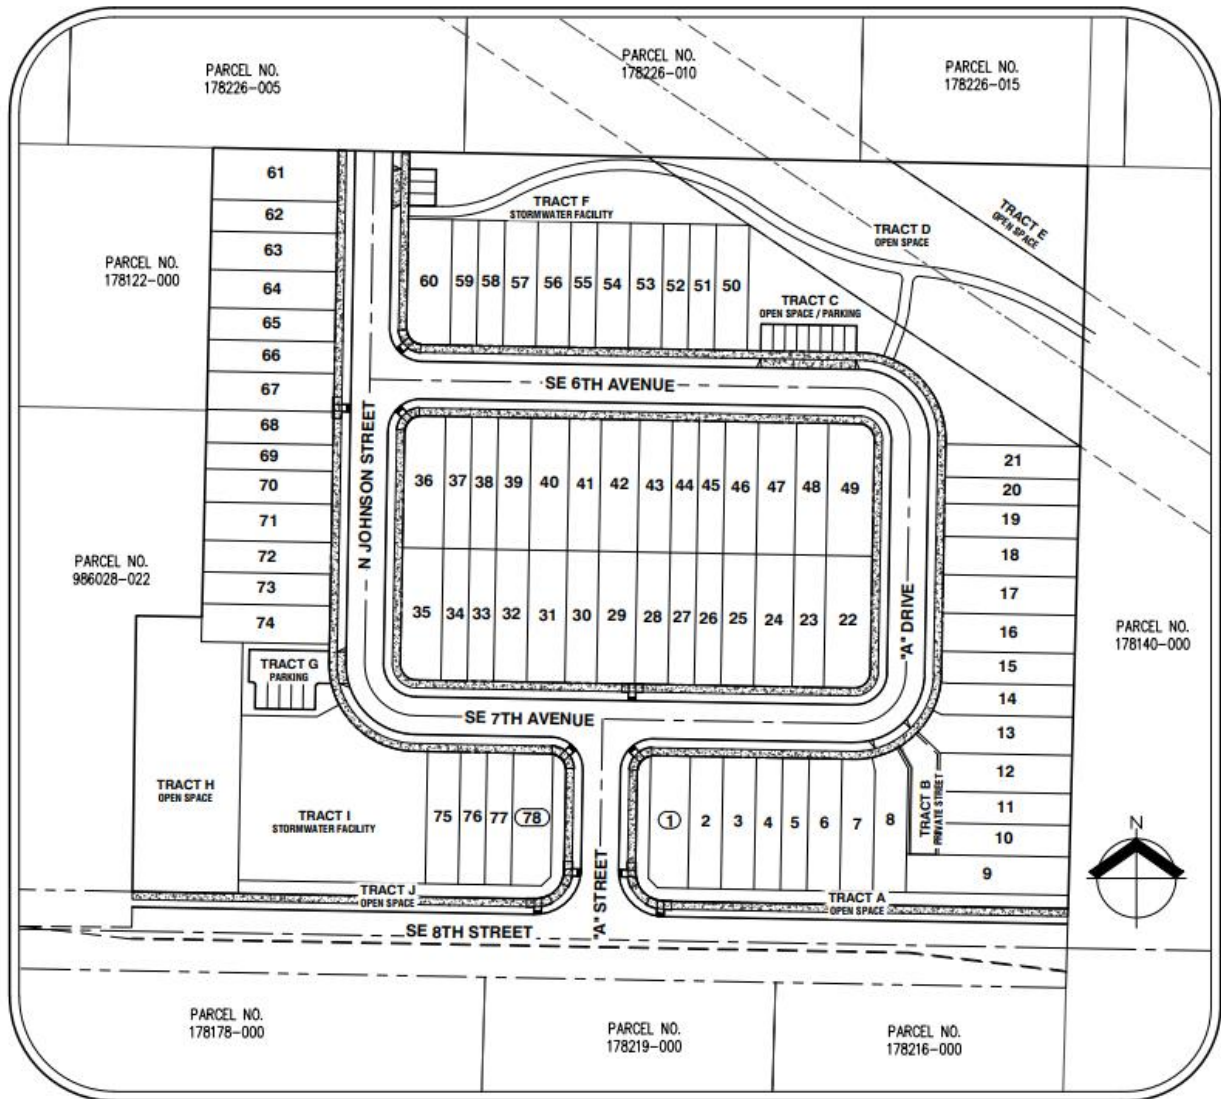 PARCEL NO.
178226-005
PARCEL NO.
178226-010
PARCEL NO.
178226-015
61
62
63
64
65
66
67
68
69
70
71
72
73
74
PARCEL NO.
178122-000
PARCEL NO.
986028-022
TRACT F
STORMWATER FACILITY
TRACT D
OPEN SPACE
TRACT E
OPEN SPACE
TRACT C
OPEN SPACE / PARKING
60 59 58 57 56 55 54 53 52 51 50
SE 6TH AVENUE
N JOHNSON STREET
36 37 38 39 40 41 42 43 44 45 46 47 48 49
35 34 33 32 31 30 29 28 27 26 25 24 23 22
"A" DRIVE
SE 7TH AVENUE
21
20
19
18
17
16
15
14
13
12
11
10
9
PARCEL NO.
178140-000
TRACT G
PARKING
TRACT H
OPEN SPACE
TRACT I
STORMWATER FACILITY
75 76 77 78
1 2 3 4 5 6 7 8
TRACT B
PRIVATE STREET
N
TRACT J
OPEN SPACE
"A" STREET
TRACT A
OPEN SPACE
SE 8TH STREET
PARCEL NO.
178178-000
PARCEL NO.
178219-000
PARCEL NO.
178216-000